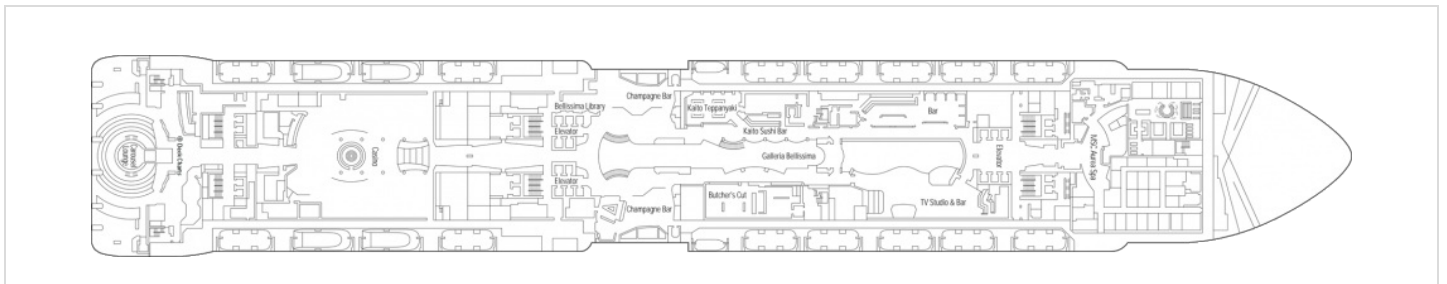 Carousel
Lounge
Casino
Bellissima Library
Elevator
Elevator
Champagne Bar
Champagne Bar
Kaito Teppanyaki
Kaito Sushi Bar
Bar
Galleria Bellissima
Butcher's Cut
TV Studio & Bar
Elevator
MSC Aurea Spa